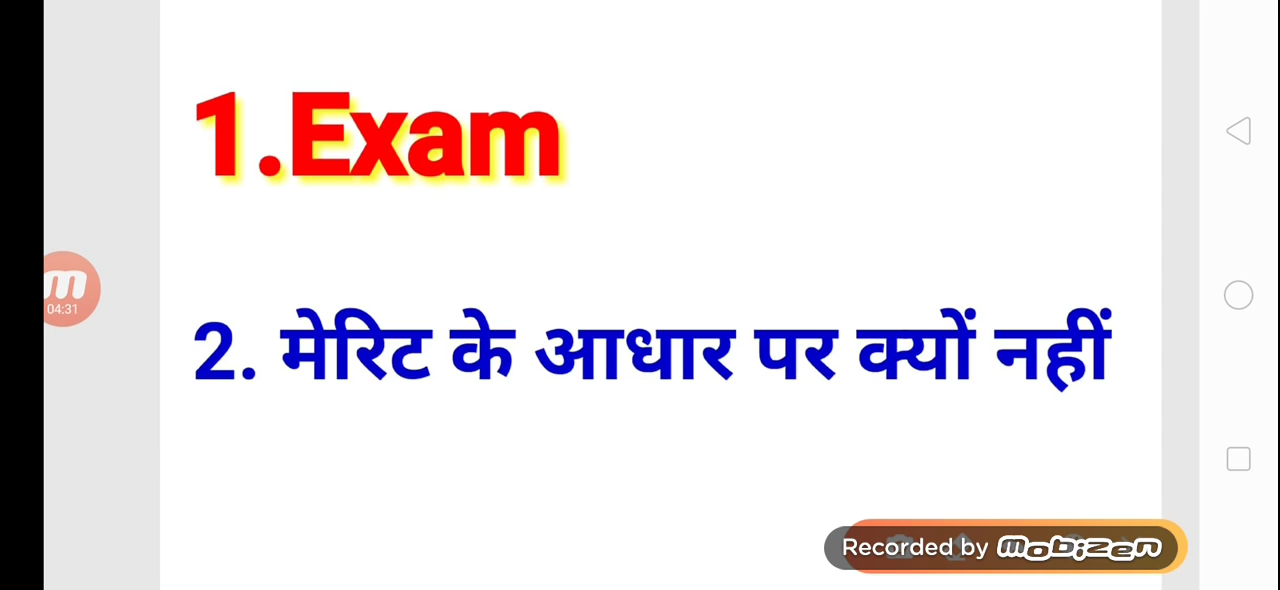 1.Exam
2. मेरिट के आधार पर क्यों नहीं
m
04:31
Recorded by mobizen